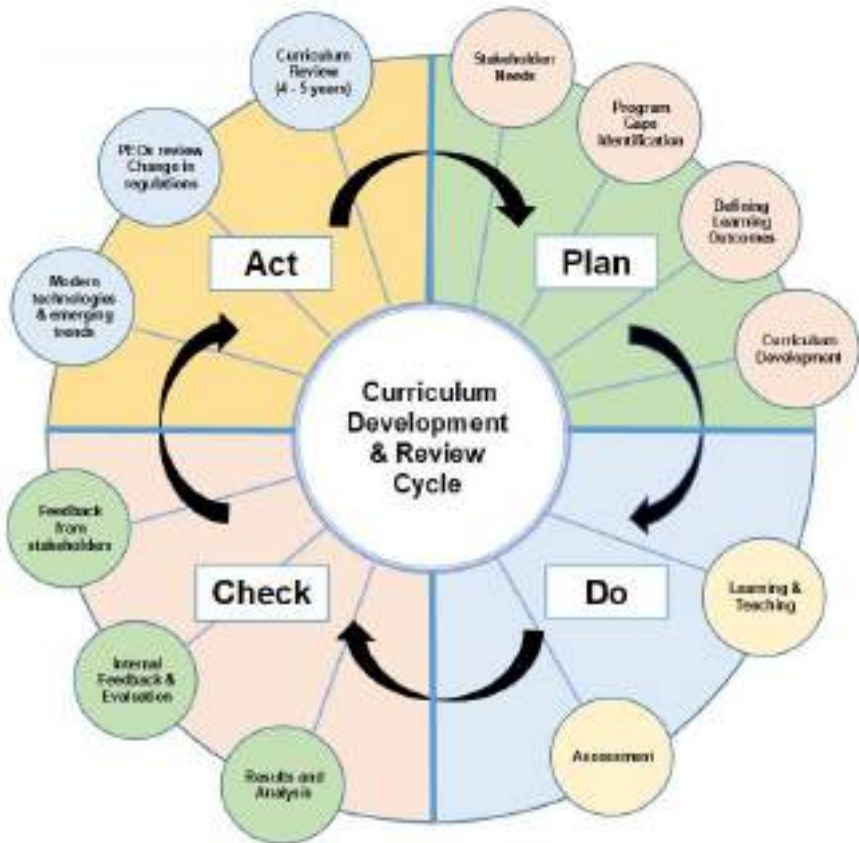 Curriculum
Review
(4 - 5 years)
Stakeholder
Needs
Program
Gaps
Identification
PEOs review
Change in
regulations
Defining
Learning
Outcomes
Act
Plan
Modern
technologies
& emerging
trends
Curriculum
Development
Curriculum
Development
& Review
Cycle
Feedback
from
stakeholders
Check
Do
Learning &
Teaching
Internal
Feedback &
Evaluation
Assessment
Results and
Analysis